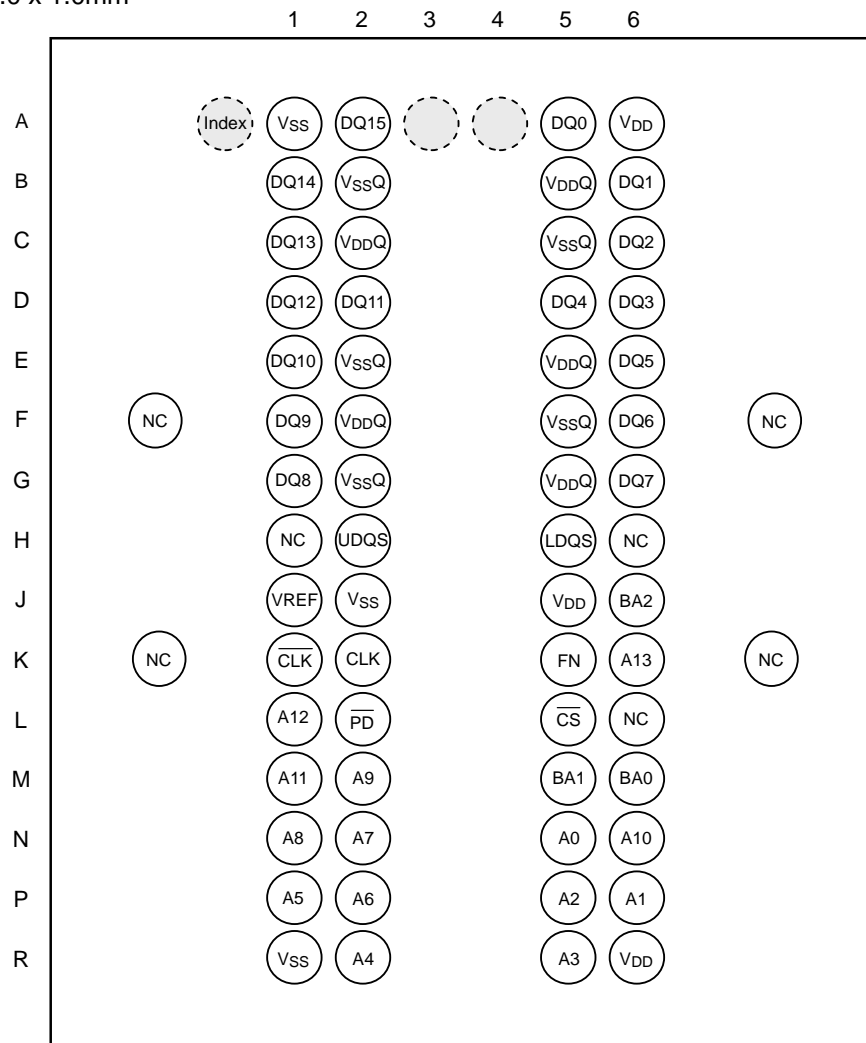 x 1.0mm
1 2 3 4 5 6
A Index VSS DQ15 DQ0 VDD
B DQ14 VSSQ VDDQ DQ1
C DQ13 VDDQ VSSQ DQ2
D DQ12 DQ11 DQ4 DQ3
E DQ10 VSSQ VDDQ DQ5
F NC DQ9 VDDQ VSSQ DQ6 NC
G DQ8 VSSQ VDDQ DQ7
H NC UDQS LDQS NC
J VREF VSS VDD BA2
K NC CLK CLK FN A13 NC
L A12 PD CS NC
M A11 A9 BA1 BA0
N A8 A7 A0 A10
P A5 A6 A2 A1
R VSS A4 A3 VDD